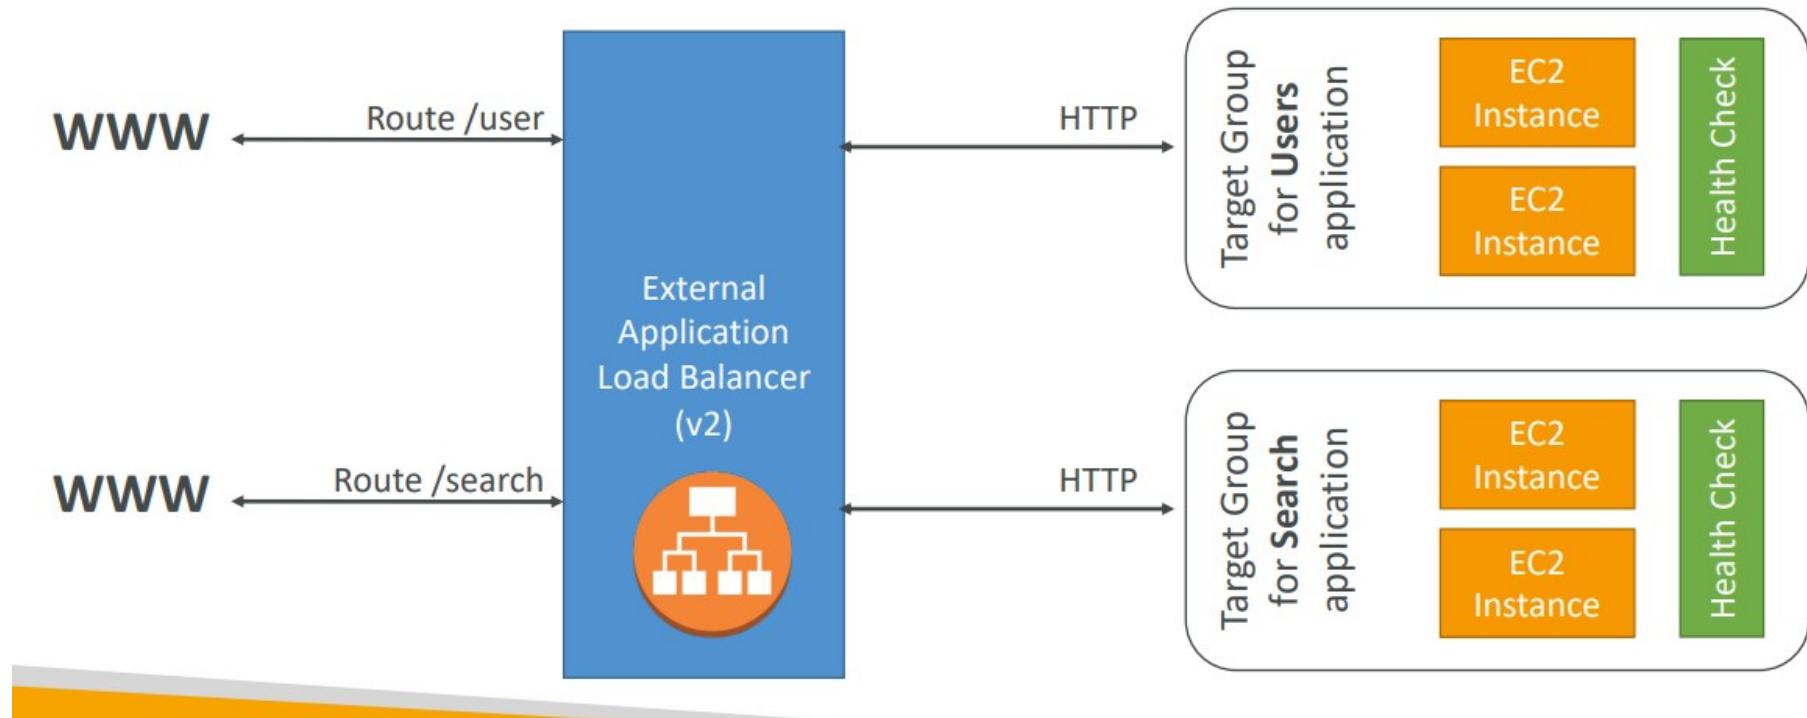 WWW
Route /user
HTTP
Target Group
for Users
application
EC2
Instance
EC2
Instance
Health Check
External
Application
Load Balancer
(v2)
WWW
Route /search
HTTP
Target Group
for Search
application
EC2
Instance
EC2
Instance
Health Check